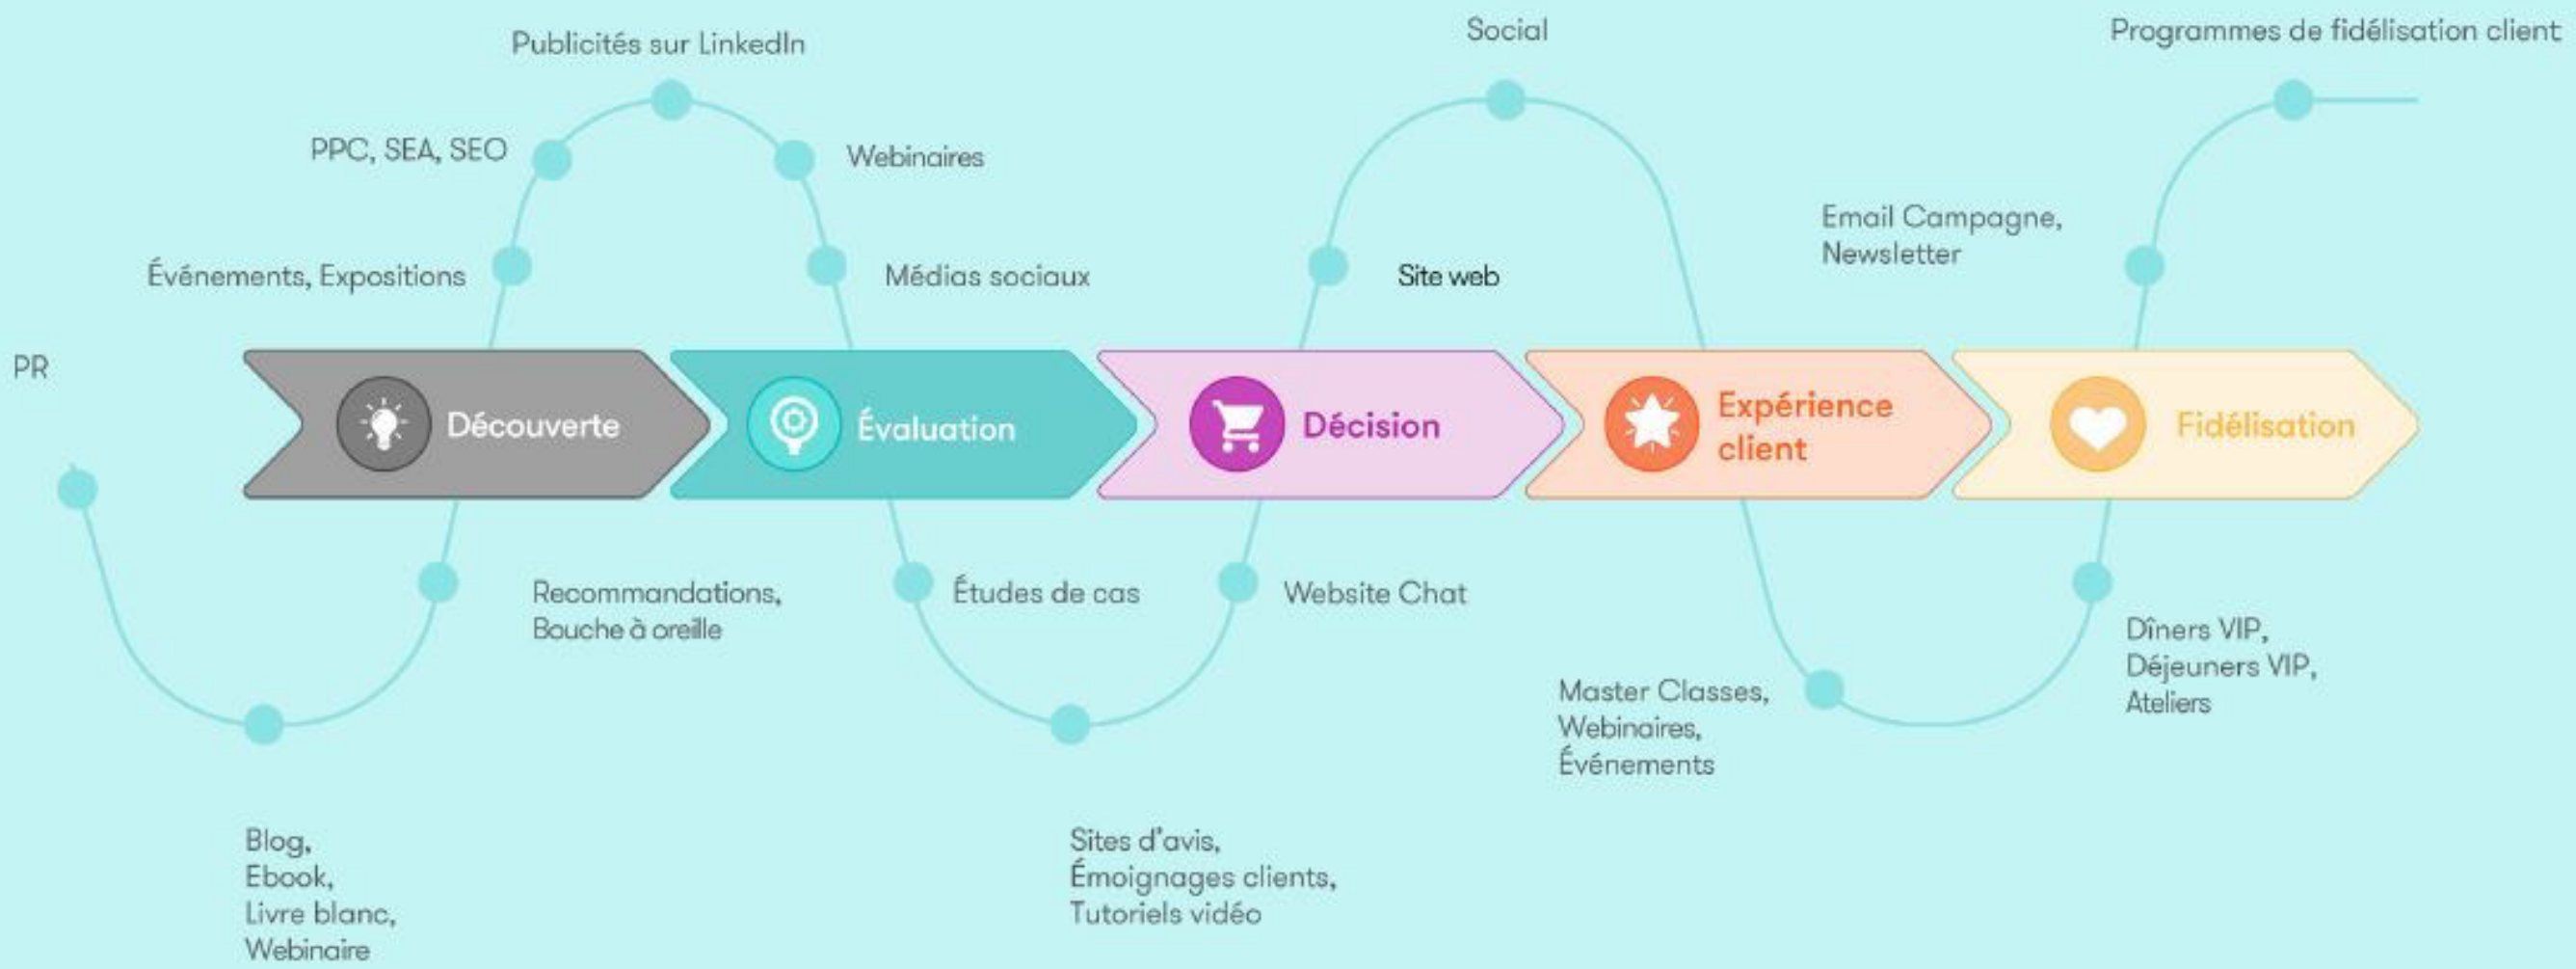 Publicités sur LinkedIn
Social
Programmes de fidélisation client
PPC, SEA, SEO
Webinaires
Email Campagne,
Newsletter
Événements, Expositions
Médias sociaux
Site web
PR
Découverte
Évaluation
Décision
Expérience
client
Fidélisation
Recommandations,
Bouche à oreille
Études de cas
Website Chat
Dîners VIP,
Déjeuners VIP,
Ateliers
Master Classes,
Webinaires,
Événements
Blog,
Ebook,
Livre blanc,
Webinaire
Sites d'avis,
Émoignages clients,
Tutoriels vidéo